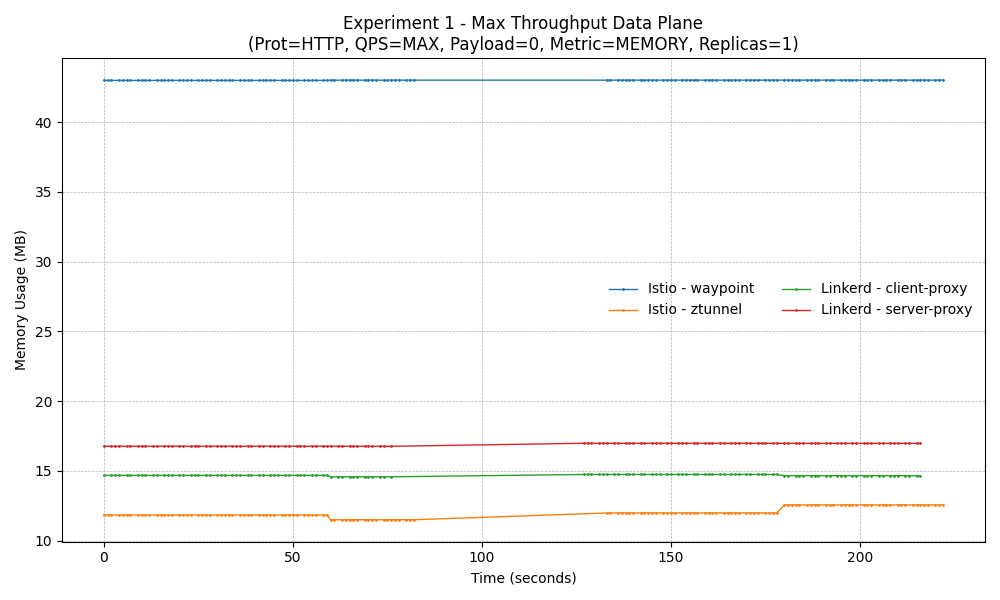 Experiment 1 - Max Throughput Data Plane
(Prot=HTTP, QPS=MAX, Payload=0, Metric=MEMORY, Replicas=1)
Memory Usage (MB)
40
35
30
25
20
15
10
Istio - waypoint
Istio - ztunnel
Linkerd - client-proxy
Linkerd - server-proxy
0
50
100
150
200
Time (seconds)